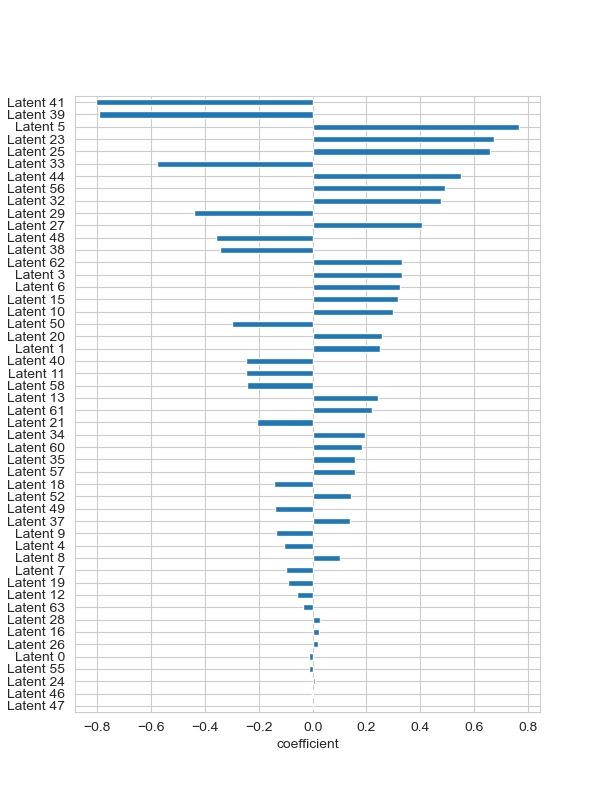 Latent 41
Latent 39
Latent 5
Latent 23
Latent 25
Latent 33
Latent 44
Latent 56
Latent 32
Latent 29
Latent 27
Latent 48
Latent 38
Latent 62
Latent 3
Latent 6
Latent 15
Latent 10
Latent 50
Latent 20
Latent 1
Latent 40
Latent 11
Latent 58
Latent 13
Latent 61
Latent 21
Latent 34
Latent 60
Latent 35
Latent 57
Latent 18
Latent 52
Latent 49
Latent 37
Latent 9
Latent 4
Latent 8
Latent 7
Latent 19
Latent 12
Latent 63
Latent 28
Latent 16
Latent 26
Latent 0
Latent 55
Latent 24
Latent 46
Latent 47
−0.8 −0.6 −0.4 −0.2 0.0 0.2 0.4 0.6 0.8
coefficient